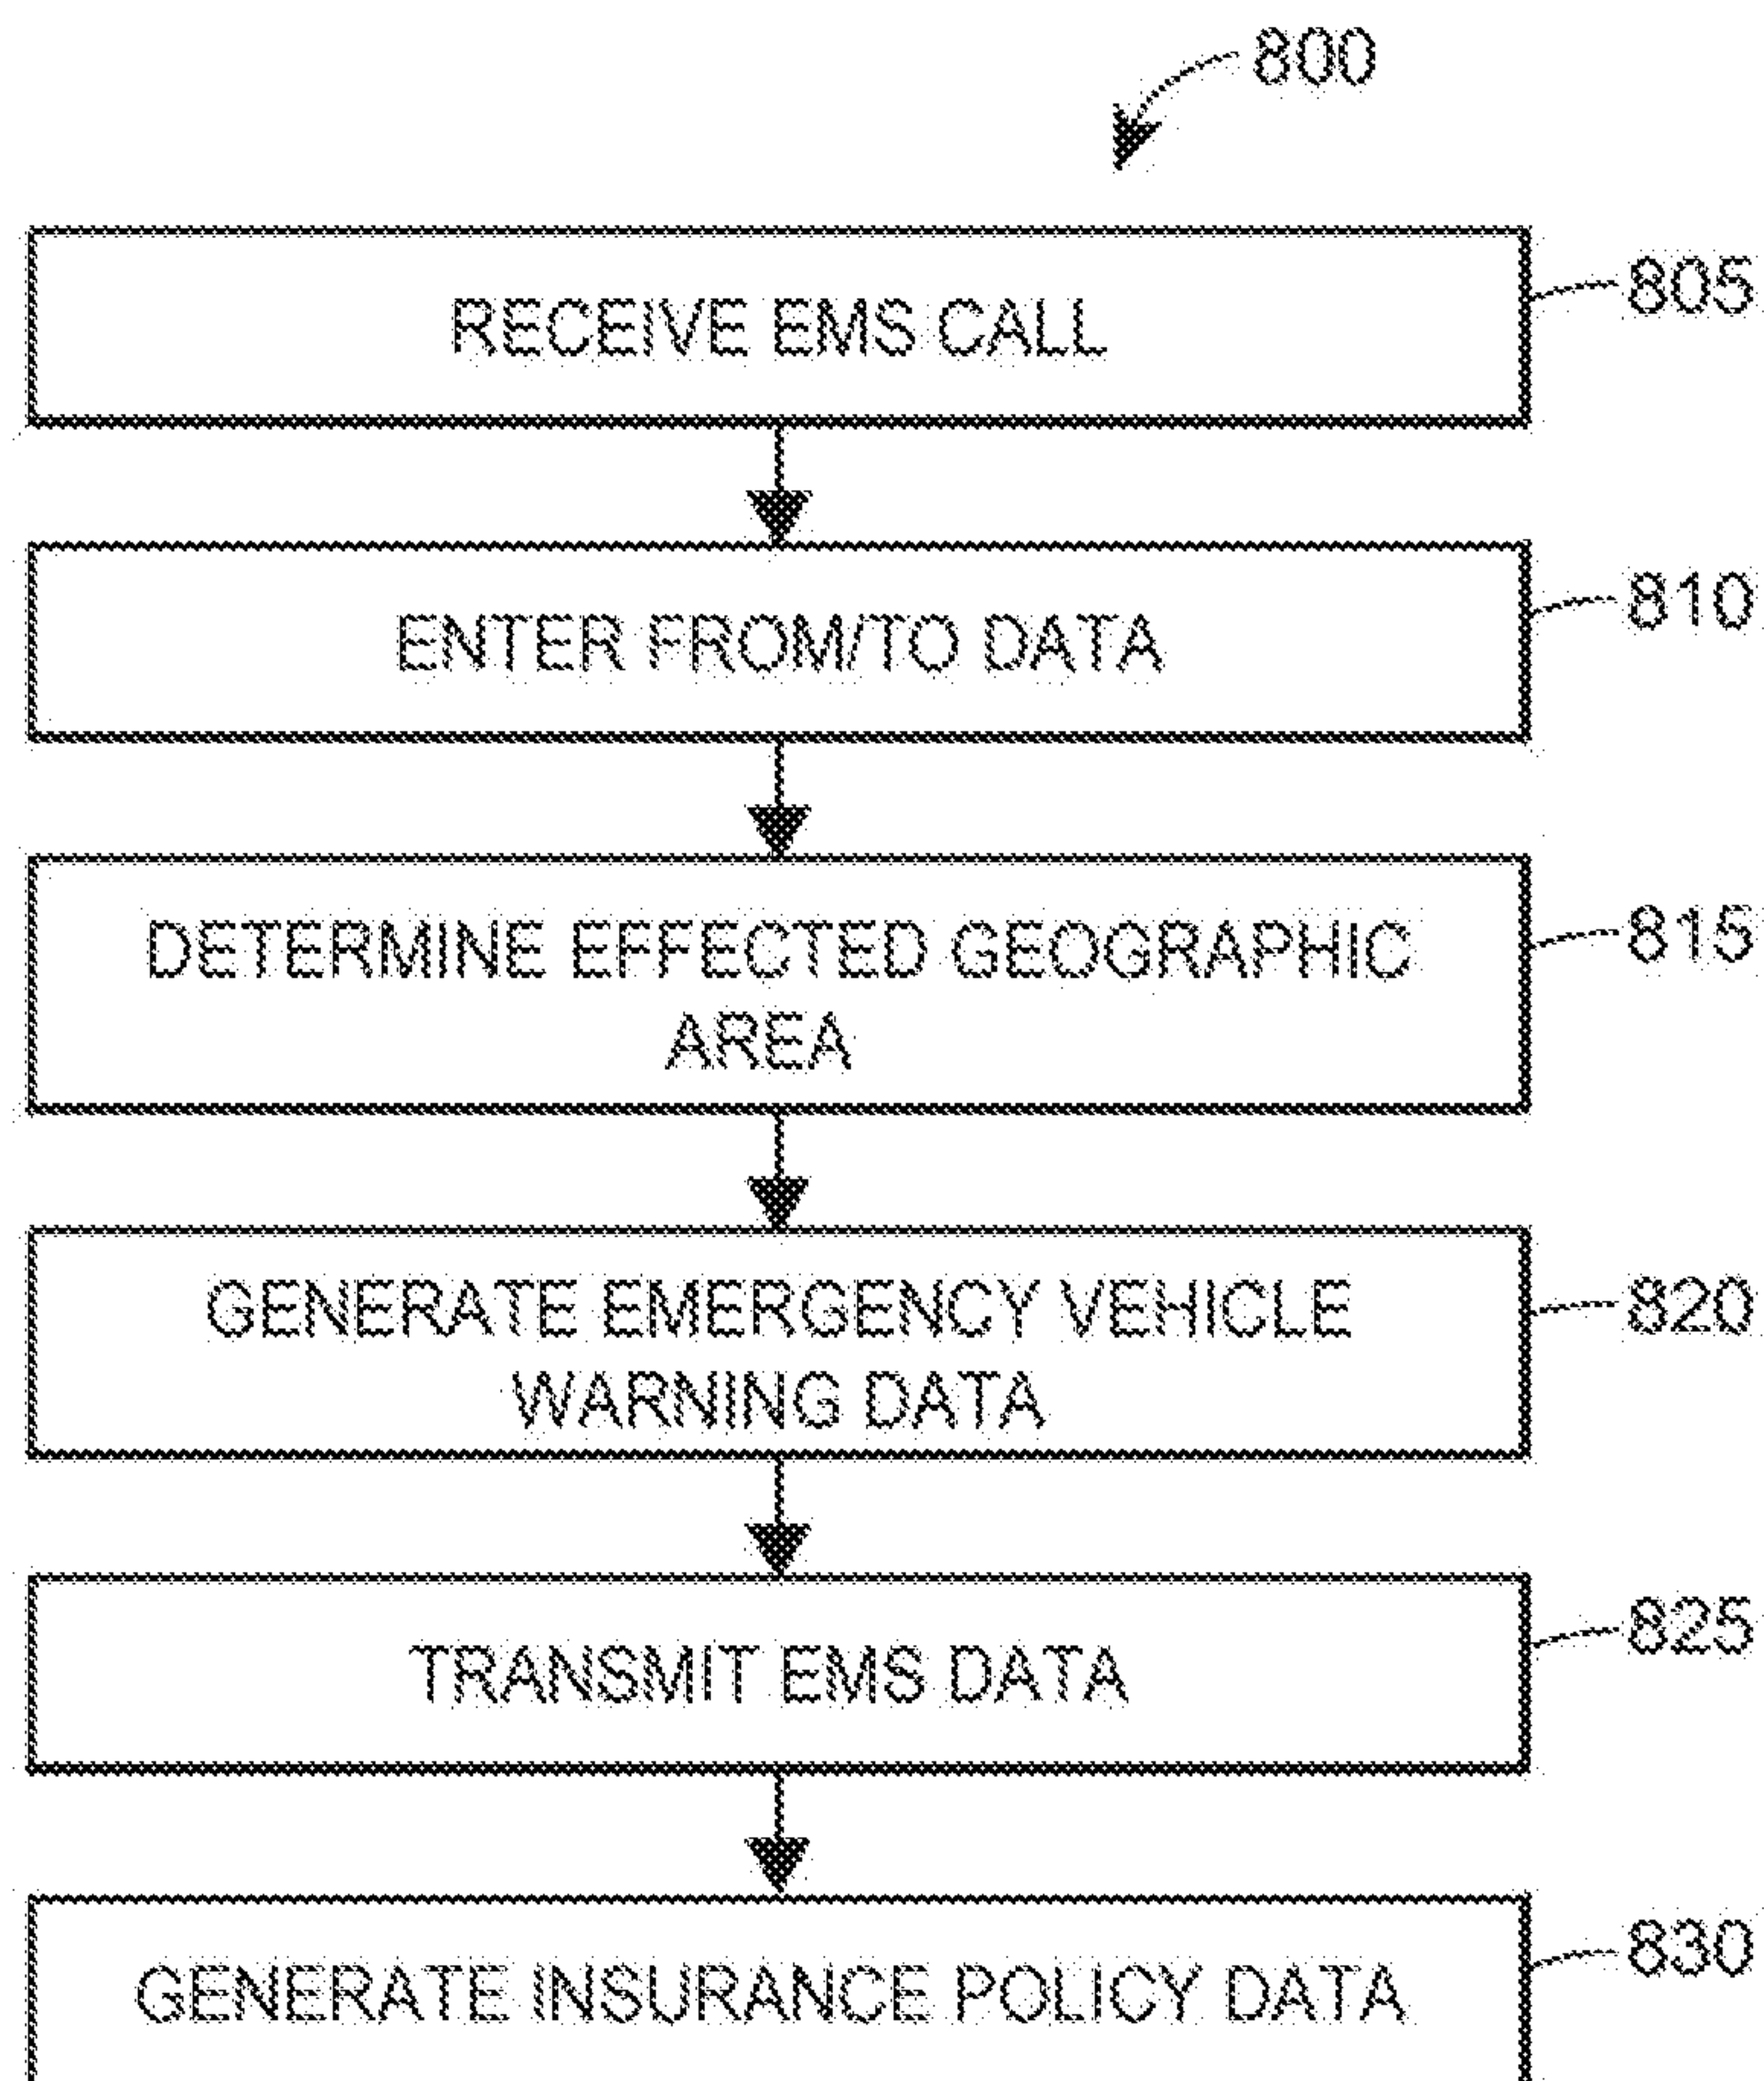 800
RECEIVE EMS CALL
805
ENTER FROM/TO DATA
810
DETERMINE EFFECTED GEOGRAPHIC
AREA
815
GENERATE EMERGENCY VEHICLE
WARNING DATA
820
TRANSMIT EMS DATA
825
GENERATE INSURANCE POLICY DATA
830